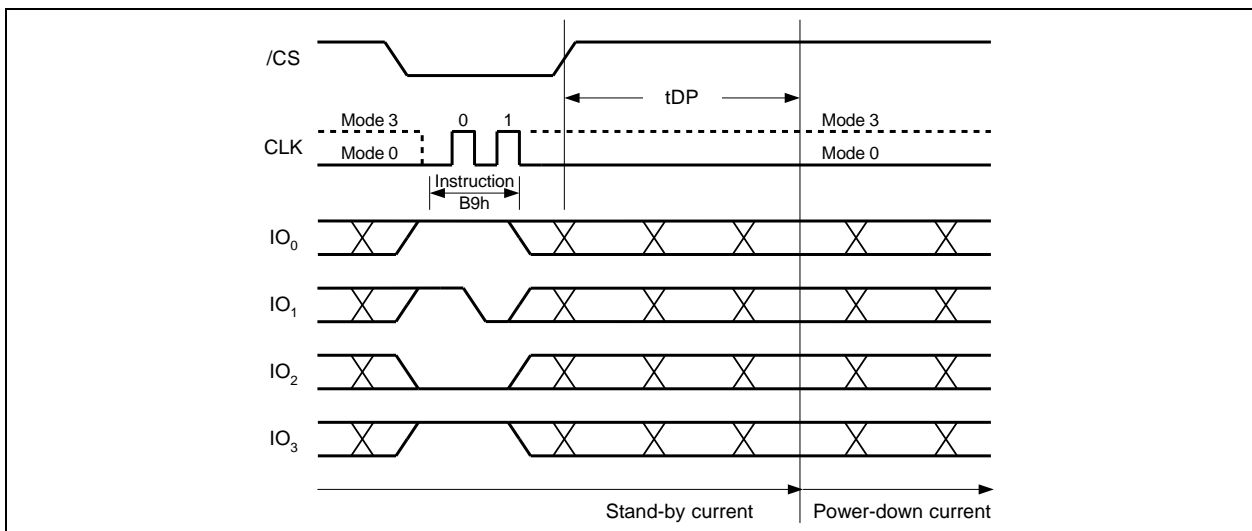 /CS
tDP
Mode 3 0 1 Mode 3
CLK
Mode 0 Mode 0
Instruction
B9h
IO0
IO1
IO2
IO3
Stand-by current Power-down current